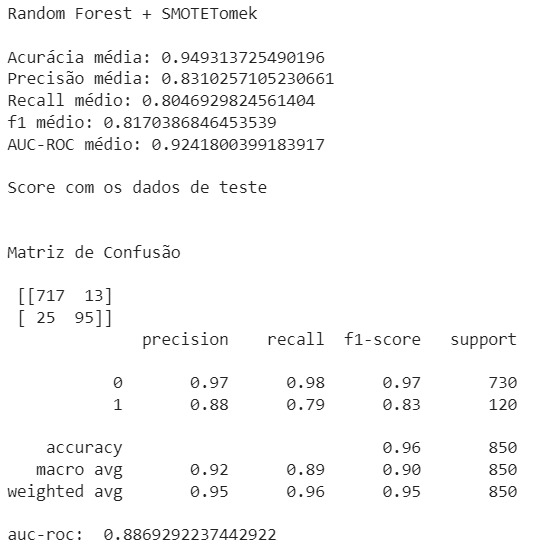 Random Forest + SMOTETomek
Acurácia média: 0.949313725490196
Precisão média: 0.8310257105230661
Recall médio: 0.8046929824561404
f1 médio: 0.8170386846453539
AUC-ROC médio: 0.9241800399183917
Score com os dados de teste
Matriz de Confusão
[[717 13]
[ 25 95]]
precision recall f1-score support
0 0.97 0.98 0.97 730
1 0.88 0.79 0.83 120
accuracy 0.96 850
macro avg 0.92 0.89 0.90 850
weighted avg 0.95 0.96 0.95 850
auc-roc: 0.8869292237442922